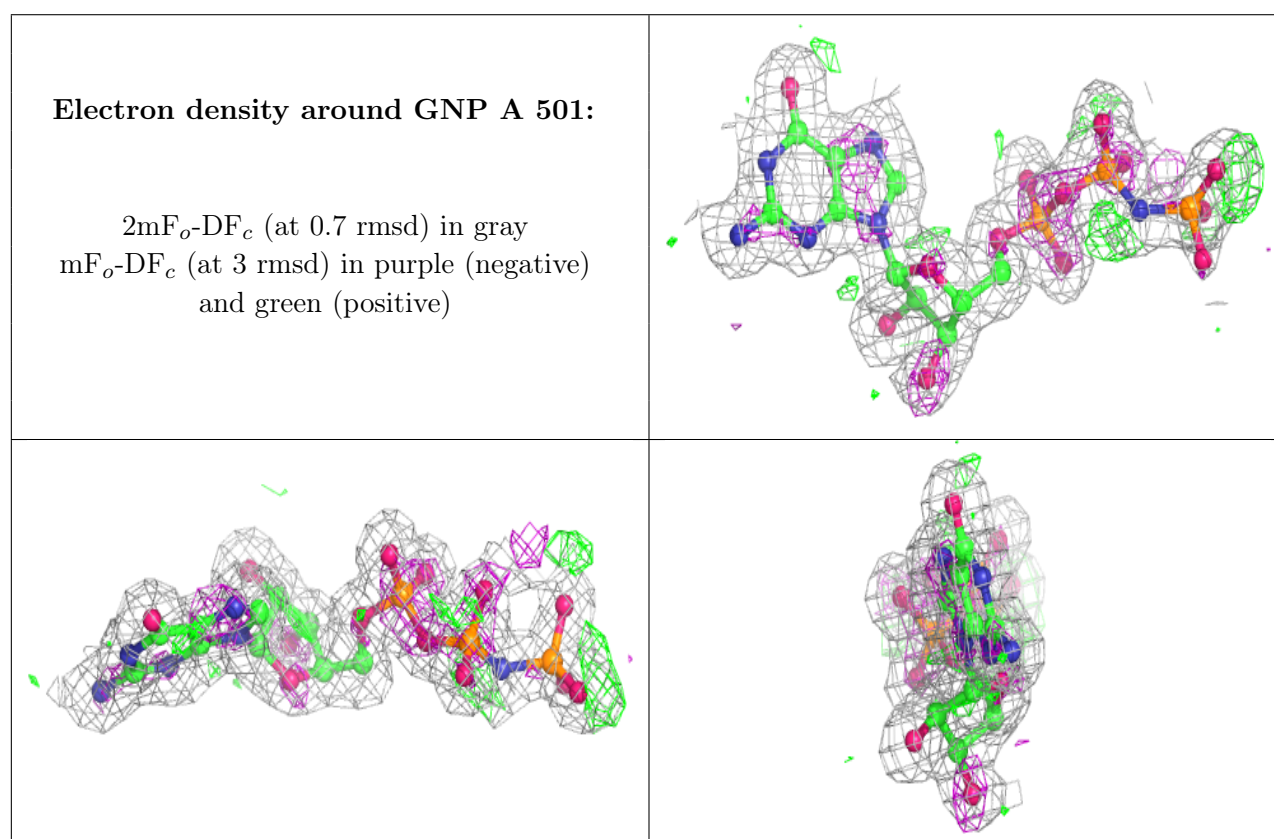 Electron density around GNP A 501:
2mFₒ-DF𝒸 (at 0.7 rmsd) in gray
mFₒ-DF𝒸 (at 3 rmsd) in purple (negative)
and green (positive)